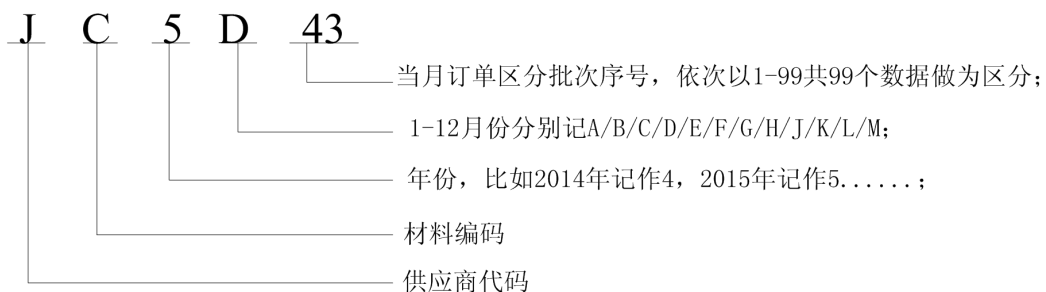 J C 5 D 43
当月订单区分批次序号，依次以1-99共99个数据做为区分；
1-12月份分别记A/B/C/D/E/F/G/H/J/K/L/M；
年份，比如2014年记作4，2015年记作5......；
材料编码
供应商代码